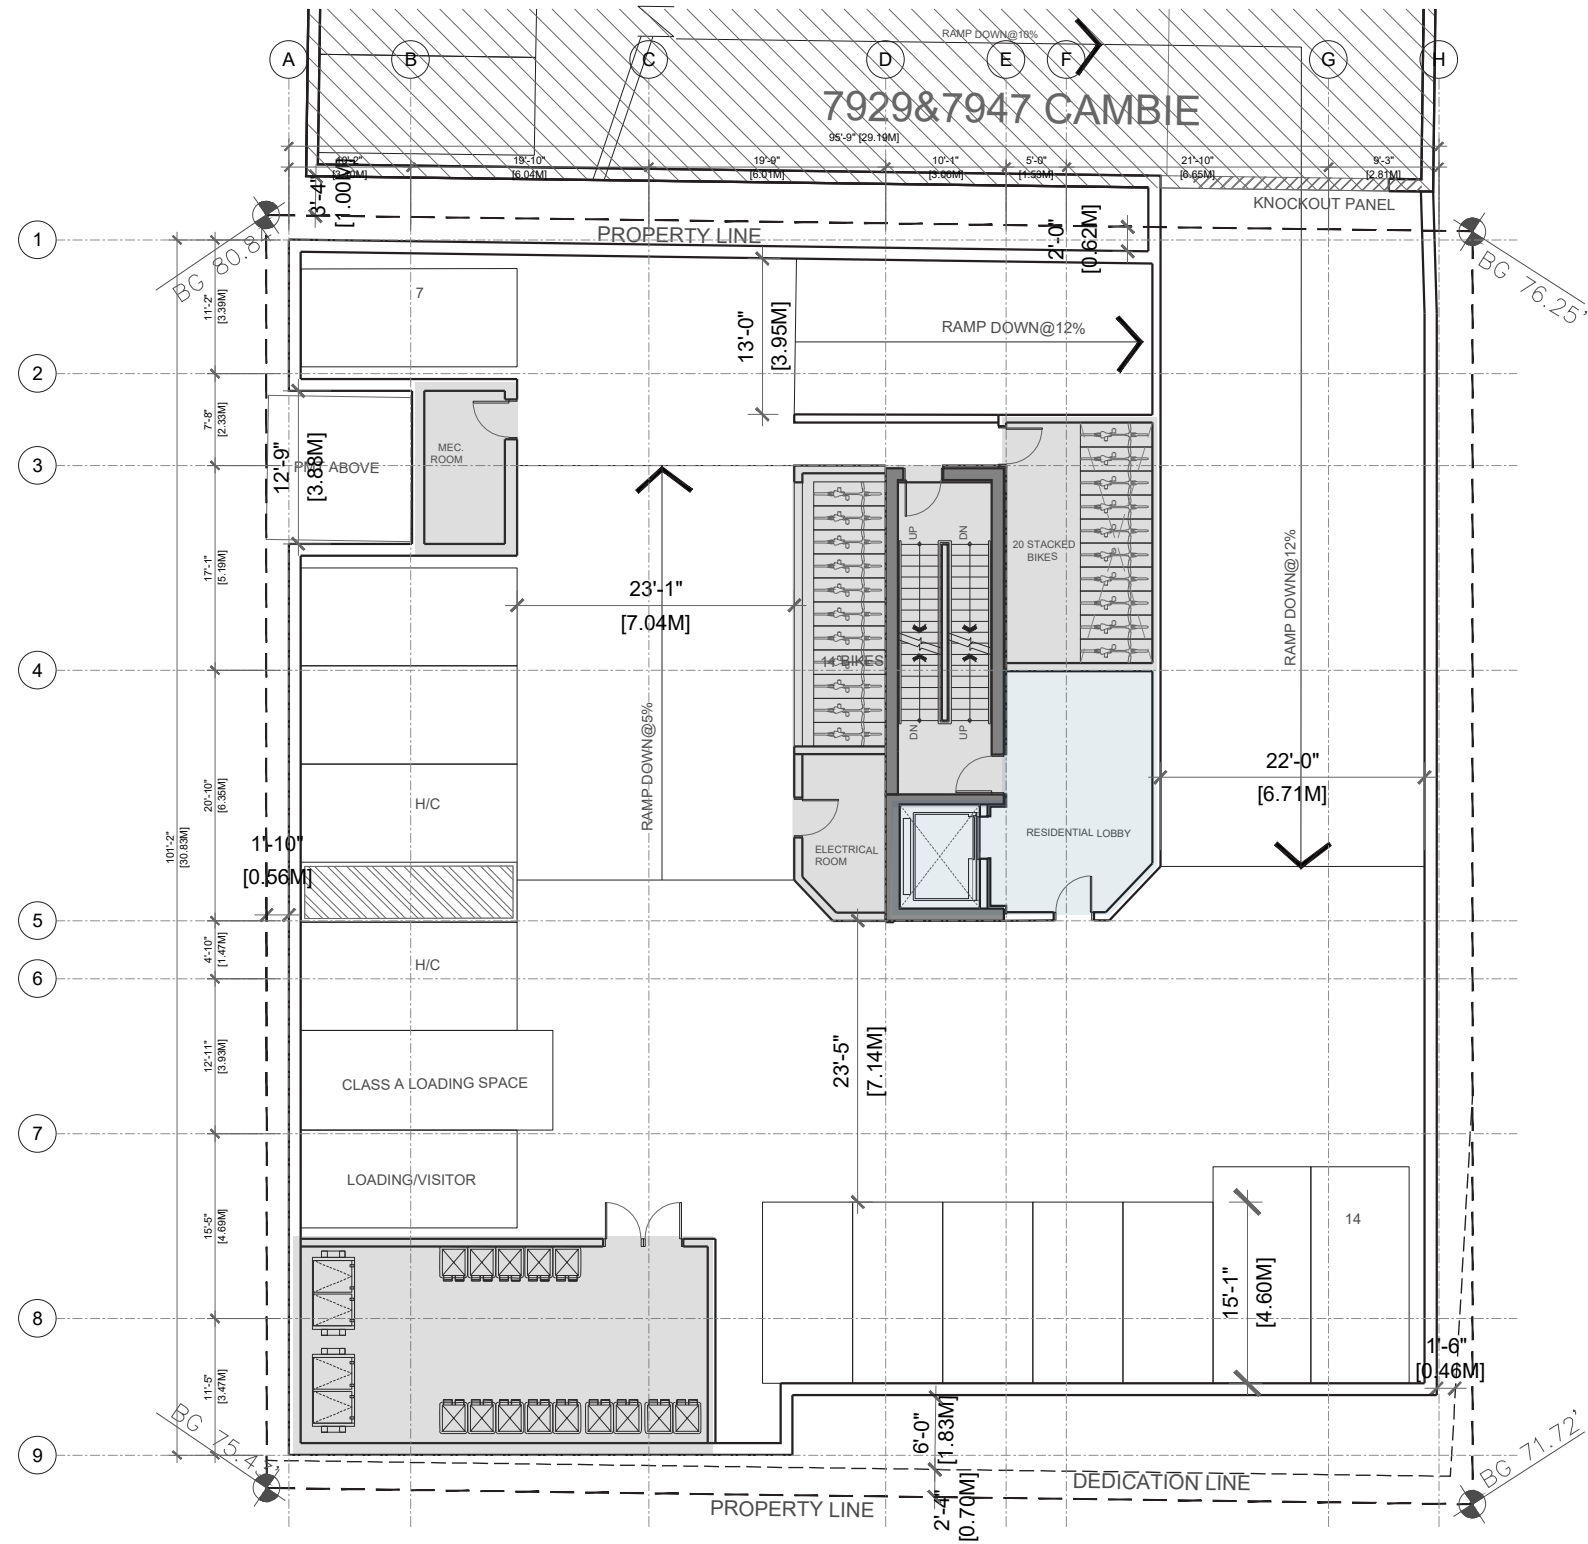 RAMP DOWN@10%
A
B
C
D
E
F
G
H
7929&7947 CAMBIE
95'-9" [29.19M]
19'-10"
[6.04M]
19'-9"
[6.01M]
10'-1"
[3.06M]
5'-0"
[1.53M]
21'-10"
[6.65M]
9'-3"
[2.81M]
3'-4"
[1.00M]
KNOCKOUT PANEL
PROPERTY LINE
2'-0"
[0.62M]
1
BG 76.25'
11'-2"
[3.39M]
7
13'-0"
[3.95M]
RAMP DOWN@12%
2
7'-8"
[2.33M]
MEC.
ROOM
3
12'-9"
[3.88M]
ABOVE
UP
DN
20 STACKED
BIKES
17'-1"
[5.19M]
23'-1"
[7.04M]
RAMP DOWN@12%
4
14 BIKES
RAMP DOWN@5%
DN
UP
22'-0"
[6.71M]
20'-10"
[6.35M]
H/C
101'-2"
[30.83M]
1'-10"
[0.56M]
ELECTRICAL
ROOM
RESIDENTIAL LOBBY
5
4'-10"
[1.47M]
H/C
6
12'-11"
[3.93M]
CLASS A LOADING SPACE
23'-5"
[7.14M]
7
LOADING/VISITOR
15'-5"
[4.69M]
14
15'-1"
[4.60M]
8
1'-6"
[0.46M]
11'-5"
[3.47M]
9
6'-0"
[1.83M]
BG 71.72'
DEDICATION LINE
PROPERTY LINE
2'-4"
[0.70M]